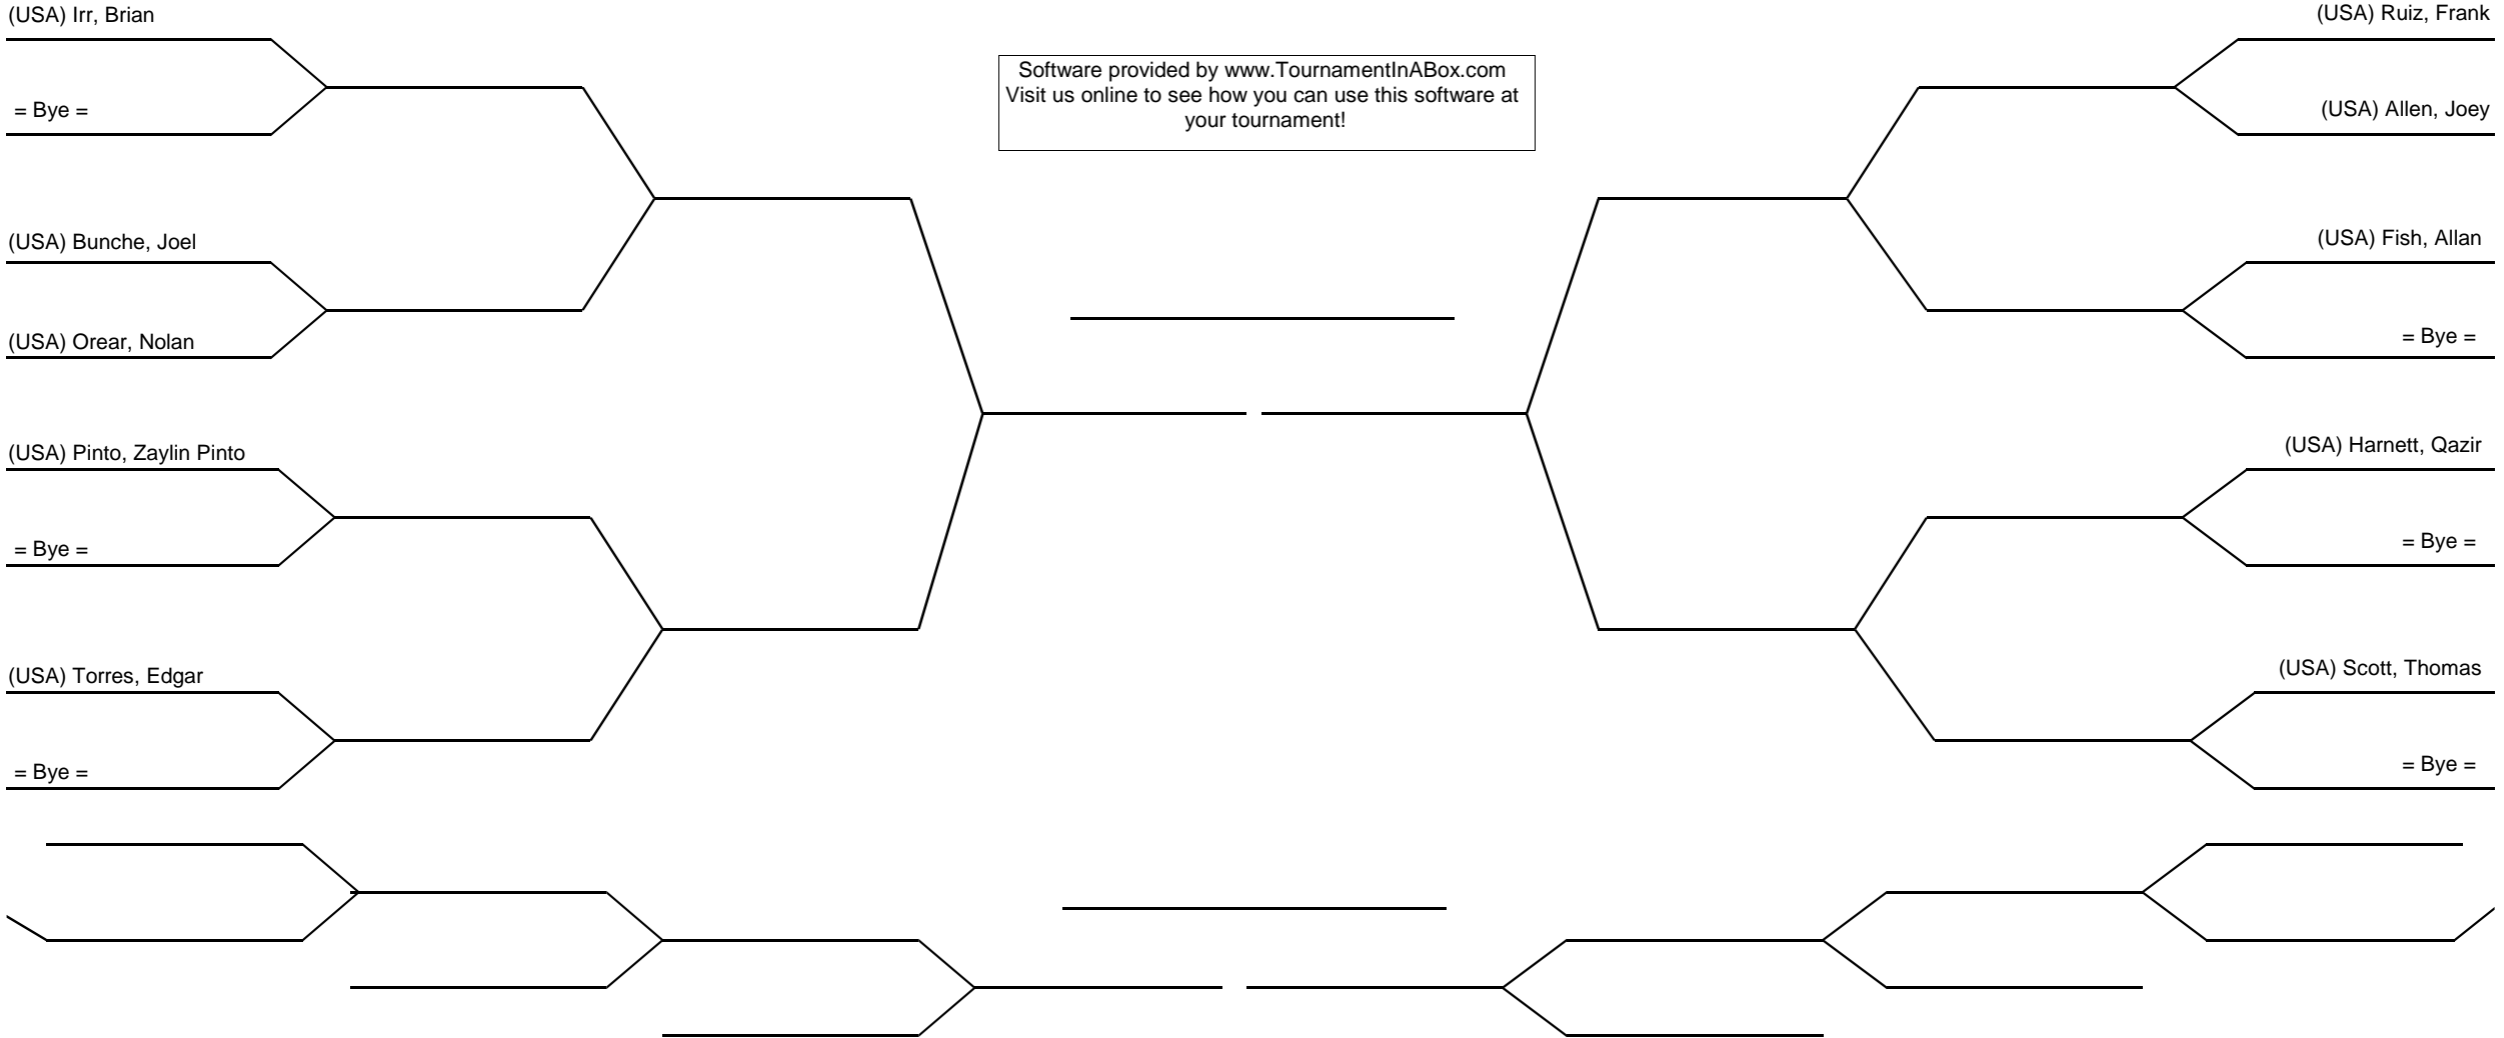 (USA) Irr, Brian
= Bye =
(USA) Bunche, Joel
(USA) Orear, Nolan
(USA) Pinto, Zaylin Pinto
= Bye =
(USA) Torres, Edgar
= Bye =
Software provided by www.TournamentInABox.com
Visit us online to see how you can use this software at
your tournament!
(USA) Ruiz, Frank
(USA) Allen, Joey
(USA) Fish, Allan
= Bye =
(USA) Harnett, Qazir
= Bye =
(USA) Scott, Thomas
= Bye =